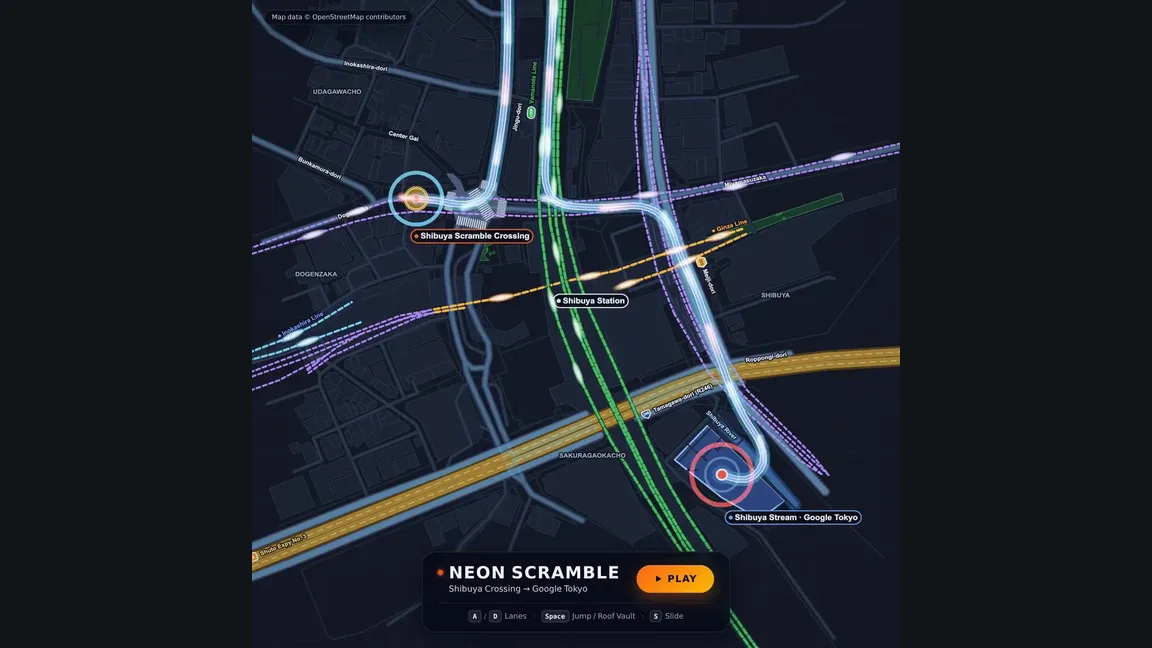 Map data © OpenStreetMap contributors
Inokashira-dori
UDAGAWACHO
Yamanote Line
Jingu-dori
Center Gai
Bunkamura-dori
Miyamasuzaka
Shibuya Scramble Crossing
Ginza Line
DOGENZAKA
Meiji-dori
SHIBUYA
Shibuya Station
Inokashira Line
Roppongi-dori
Tamagawa-dori (R246)
Shibuya River
SAKURAGAOKACHO
Shibuya Stream · Google Tokyo
Shuto Expy No. 3
NEON SCRAMBLE
Shibuya Crossing → Google Tokyo
PLAY
A / D Lanes · Space Jump / Roof Vault · S Slide